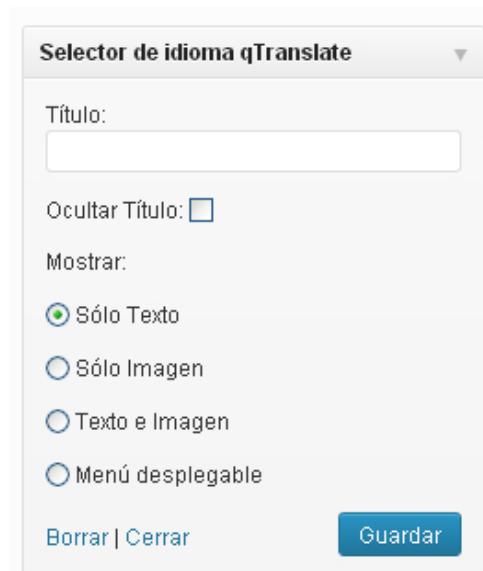 Selector de idioma qTranslate
Título:
Ocultar Título:
Mostrar:
Sólo Texto
Sólo Imagen
Texto e Imagen
Menú desplegable
Borrar | Cerrar Guardar